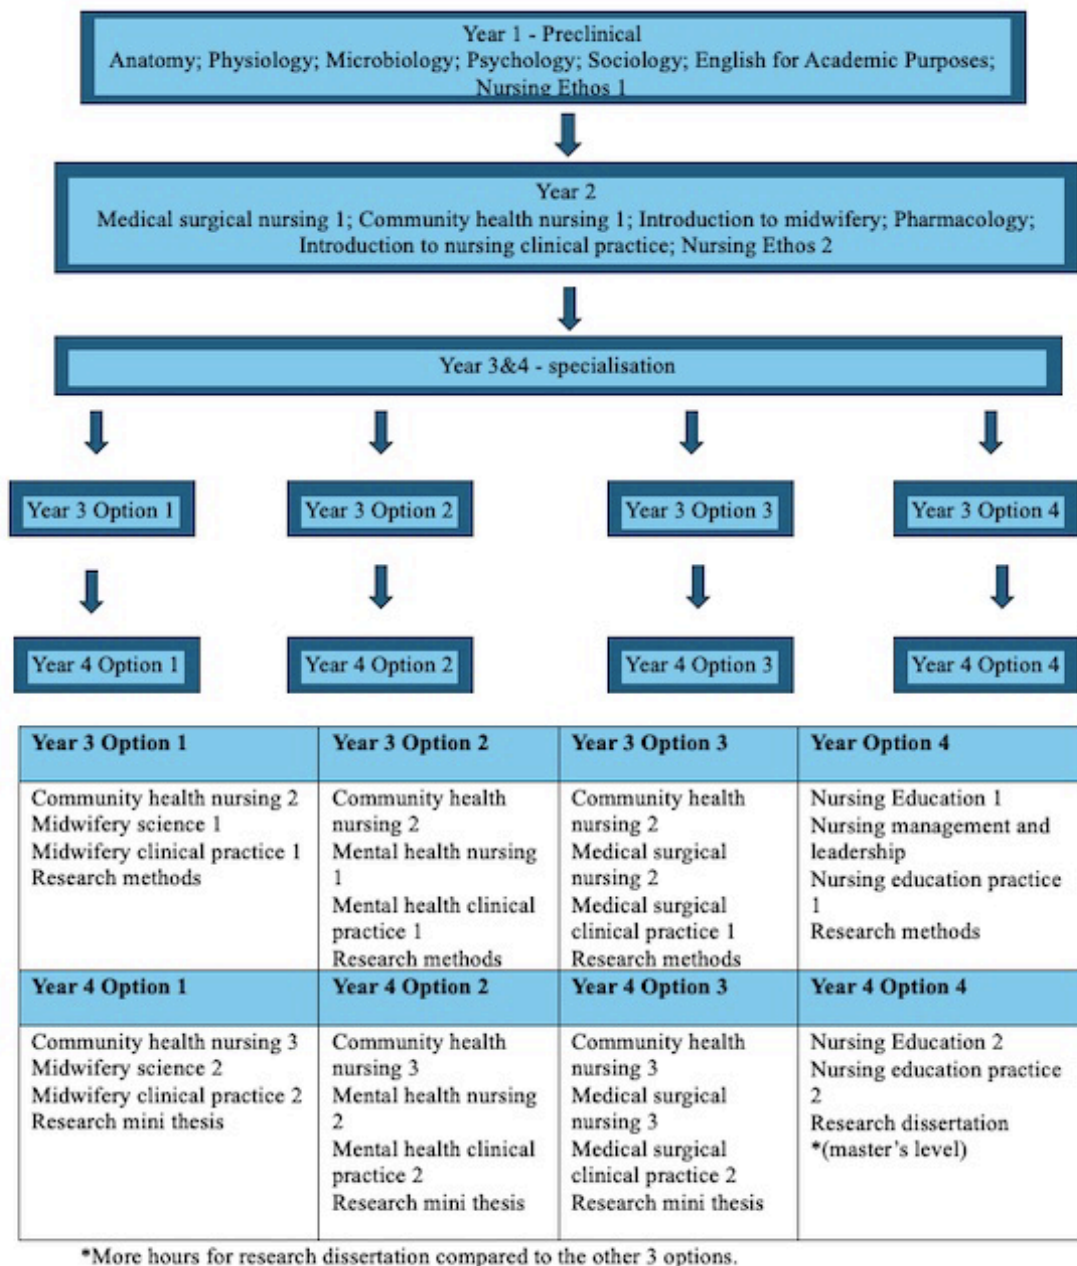 Year 1 - Preclinical
Anatomy; Physiology; Microbiology; Psychology; Sociology; English for Academic Purposes;
Nursing Ethos 1
Year 2
Medical surgical nursing 1; Community health nursing 1; Introduction to midwifery; Pharmacology;
Introduction to nursing clinical practice; Nursing Ethos 2
Year 3&4 - specialisation
Year 3 Option 1
Year 3 Option 2
Year 3 Option 3
Year 3 Option 4
Year 4 Option 1
Year 4 Option 2
Year 4 Option 3
Year 4 Option 4
Year 3 Option 1
Community health nursing 2
Midwifery science 1
Midwifery clinical practice 1
Research methods
Year 3 Option 2
Community health
nursing 2
Mental health nursing
1
Mental health clinical
practice 1
Research methods
Year 3 Option 3
Community health
nursing 2
Medical surgical
nursing 2
Medical surgical
clinical practice 1
Research methods
Year Option 4
Nursing Education 1
Nursing management and
leadership
Nursing education practice
1
Research methods
Year 4 Option 1
Community health nursing 3
Midwifery science 2
Midwifery clinical practice 2
Research mini thesis
Year 4 Option 2
Community health
nursing 3
Mental health nursing
2
Mental health clinical
practice 2
Research mini thesis
Year 4 Option 3
Community health
nursing 3
Medical surgical
nursing 3
Medical surgical
clinical practice 2
Research mini thesis
Year 4 Option 4
Nursing Education 2
Nursing education practice
2
Research dissertation
*(master's level)
*More hours for research dissertation compared to the other 3 options.